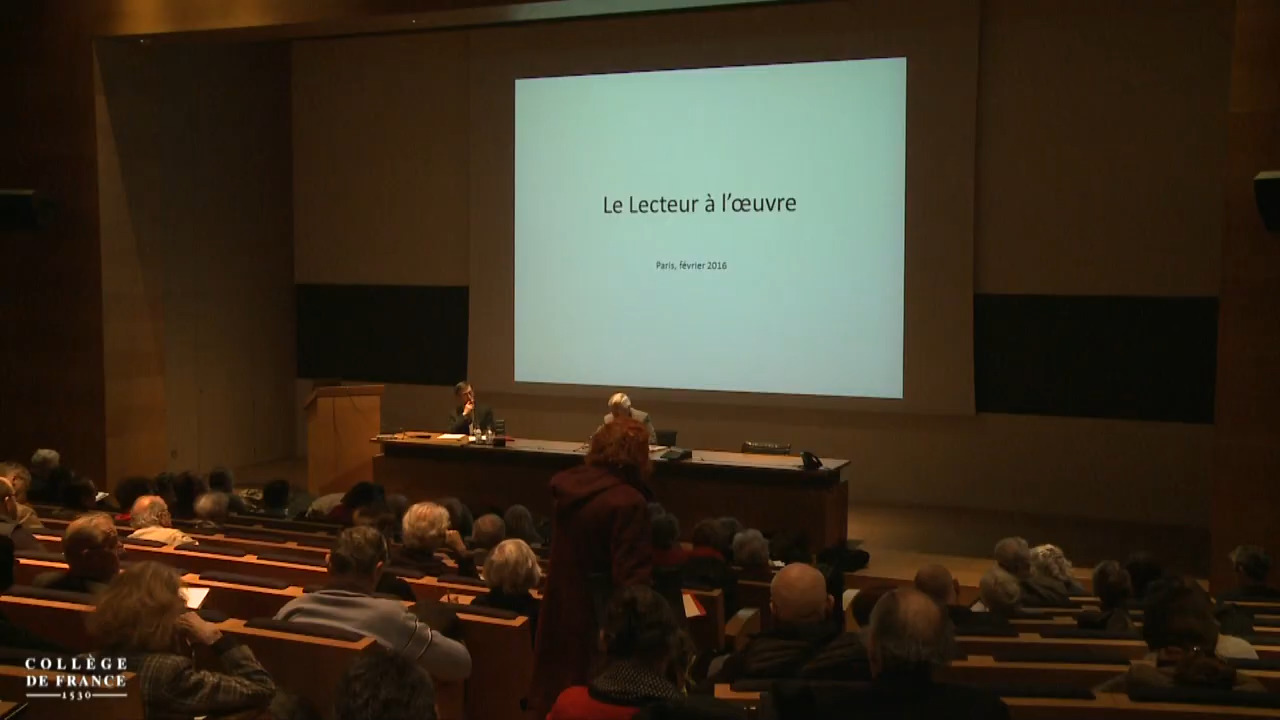 Le Lecteur à l’œuvre
Paris, février 2016
COLLÈGE
DE FRANCE
1530